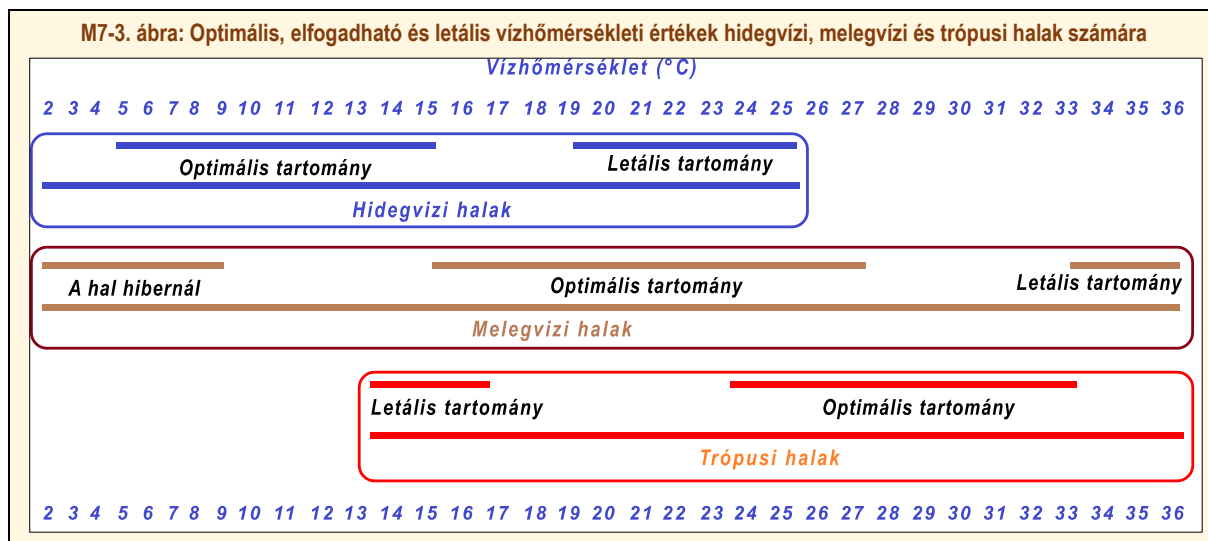 M7-3. ábra: Optimális, elfogadható és letális vízhőmérsékleti értékek hidegvízi, melegvízi és trópusi halak számára
Vízhőmérséklet (°C)
2 3 4 5 6 7 8 9 10 11 12 13 14 15 16 17 18 19 20 21 22 23 24 25 26 27 28 29 30 31 32 33 34 35 36
Optimális tartomány Letális tartomány
Hidegvizi halak
A hal hibernál Optimális tartomány Letális tartomány
Melegvizi halak
Letális tartomány Optimális tartomány
Trópusi halak
2 3 4 5 6 7 8 9 10 11 12 13 14 15 16 17 18 19 20 21 22 23 24 25 26 27 28 29 30 31 32 33 34 35 36